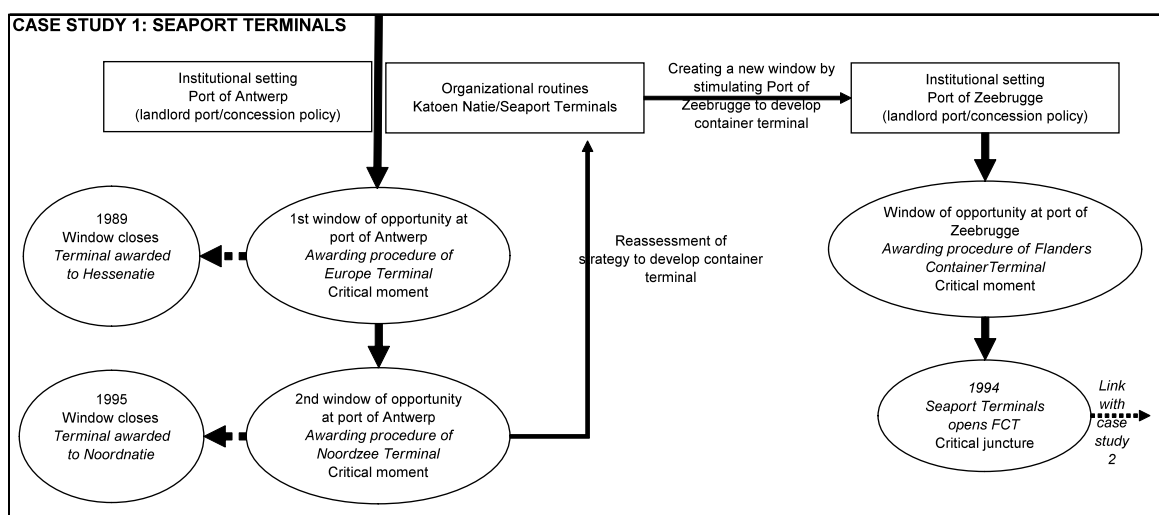 CASE STUDY 1: SEAPORT TERMINALS
Institutional setting
Port of Antwerp
(landlord port/concession policy)
Organizational routines
Katoen Natie/Seaport Terminals
Creating a new window by
stimulating Port of
Zeebrugge to develop
container terminal
Institutional setting
Port of Zeebrugge
(landlord port/concession policy)
1989
Window closes
Terminal awarded
to Hessenatie
1st window of opportunity at
port of Antwerp
Awarding procedure of
Europe Terminal
Critical moment
Reassessment of
strategy to develop container
terminal
Window of opportunity at port of
Zeebrugge
Awarding procedure of Flanders
ContainerTerminal
Critical moment
1995
Window closes
Terminal awarded
to Noordnatie
2nd window of opportunity
at port of Antwerp
Awarding procedure of
Noordzee Terminal
Critical moment
1994
Seaport Terminals
opens FCT
Critical juncture
Link
with
case
study
2